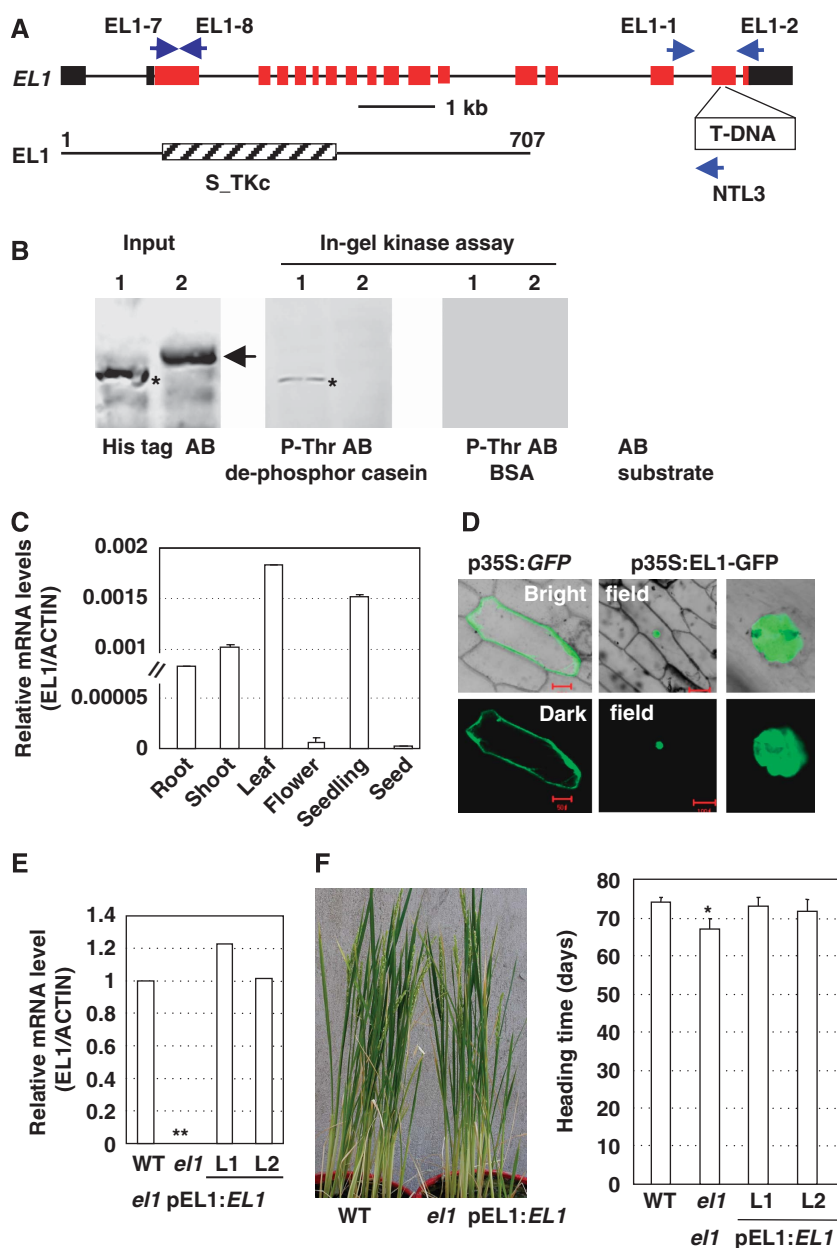 A
EL1-7 EL1-8 EL1-1 EL1-2
EL1
1 kb
T-DNA
NTL3
1 707
EL1
S_TKc
B
Input In-gel kinase assay
1 2 1 2 1 2
*
*
His tag AB P-Thr AB P-Thr AB AB
de-phosphor casein BSA substrate
C
Relative mRNA levels
(EL1/ACTIN)
0.002
0.0015
0.001
0.00005
0
Root Shoot Leaf Flower Seedling Seed
D
p35S:GFP p35S:EL1-GFP
Bright field
Dark field
E
Relative mRNA level
(EL1/ACTIN)
1.4
1.2
1
0.8
0.6
0.4
0.2
0
**
WT el1 L1 L2
el1 pEL1:EL1
F
WT el1 pEL1:EL1
Heading time (days)
80
70
60
50
40
30
20
10
0
*
WT el1 L1 L2
el1 pEL1:EL1